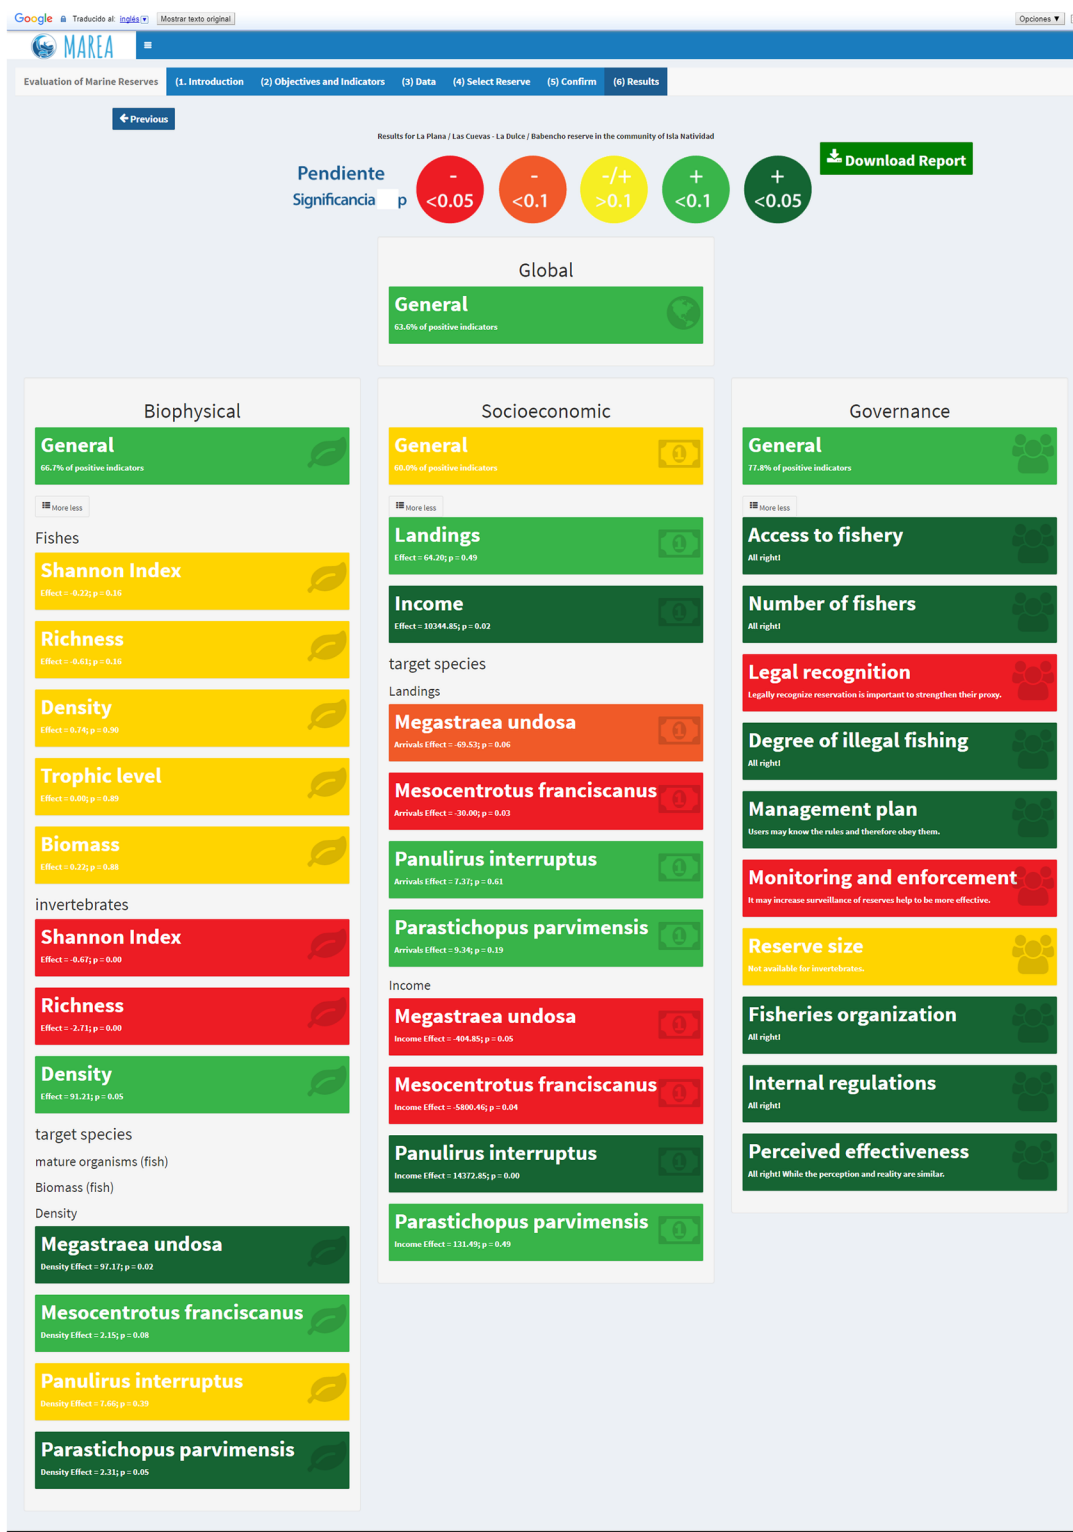 Google Traducido al: inglés Mostrar texto original Opciones ▼
MAREA
Evaluation of Marine Reserves (1. Introduction (2) Objectives and Indicators (3) Data (4) Select Reserve (5) Confirm (6) Results
Previous
Results for La Plana / Las Cuevas - La Dulce / Babencho reserve in the community of Isla Natividad
Download Report
Pendiente - - -/+ + +
Significancia p <0.05 <0.1 >0.1 <0.1 <0.05
Global
General
63.6% of positive indicators
Biophysical
General
66.7% of positive indicators
More less
Fishes
Shannon Index
Effect = -0.22; p = 0.16
Richness
Effect = -0.61; p = 0.16
Density
Effect = 0.74; p = 0.90
Trophic level
Effect = 0.00; p = 0.89
Biomass
Effect = 0.22; p = 0.88
invertebrates
Shannon Index
Effect = -0.67; p = 0.00
Richness
Effect = -2.71; p = 0.00
Density
Effect = 91.21; p = 0.05
target species
mature organisms (fish)
Biomass (fish)
Density
Megastraea undosa
Density Effect = 97.17; p = 0.02
Mesocentrotus franciscanus
Density Effect = 2.15; p = 0.08
Panulirus interruptus
Density Effect = 7.66; p = 0.39
Parastichopus parvimensis
Density Effect = 2.31; p = 0.05
Socioeconomic
General
60.0% of positive indicators
More less
Landings
Effect = 64.20; p = 0.49
Income
Effect = 10344.85; p = 0.02
target species
Landings
Megastraea undosa
Arrivals Effect = -69.53; p = 0.06
Mesocentrotus franciscanus
Arrivals Effect = -30.00; p = 0.03
Panulirus interruptus
Arrivals Effect = 7.37; p = 0.61
Parastichopus parvimensis
Arrivals Effect = 9.34; p = 0.19
Income
Megastraea undosa
Income Effect = -404.85; p = 0.05
Mesocentrotus franciscanus
Income Effect = -5800.46; p = 0.04
Panulirus interruptus
Income Effect = 14372.85; p = 0.00
Parastichopus parvimensis
Income Effect = 131.49; p = 0.49
Governance
General
77.8% of positive indicators
More less
Access to fishery
All right!
Number of fishers
All right!
Legal recognition
Legally recognize reservation is important to strengthen their proxy.
Degree of illegal fishing
All right!
Management plan
Users may know the rules and therefore obey them.
Monitoring and enforcement
It may increase surveillance of reserves help to be more effective.
Reserve size
Not available for invertebrates.
Fisheries organization
All right!
Internal regulations
All right!
Perceived effectiveness
All right! While the perception and reality are similar.